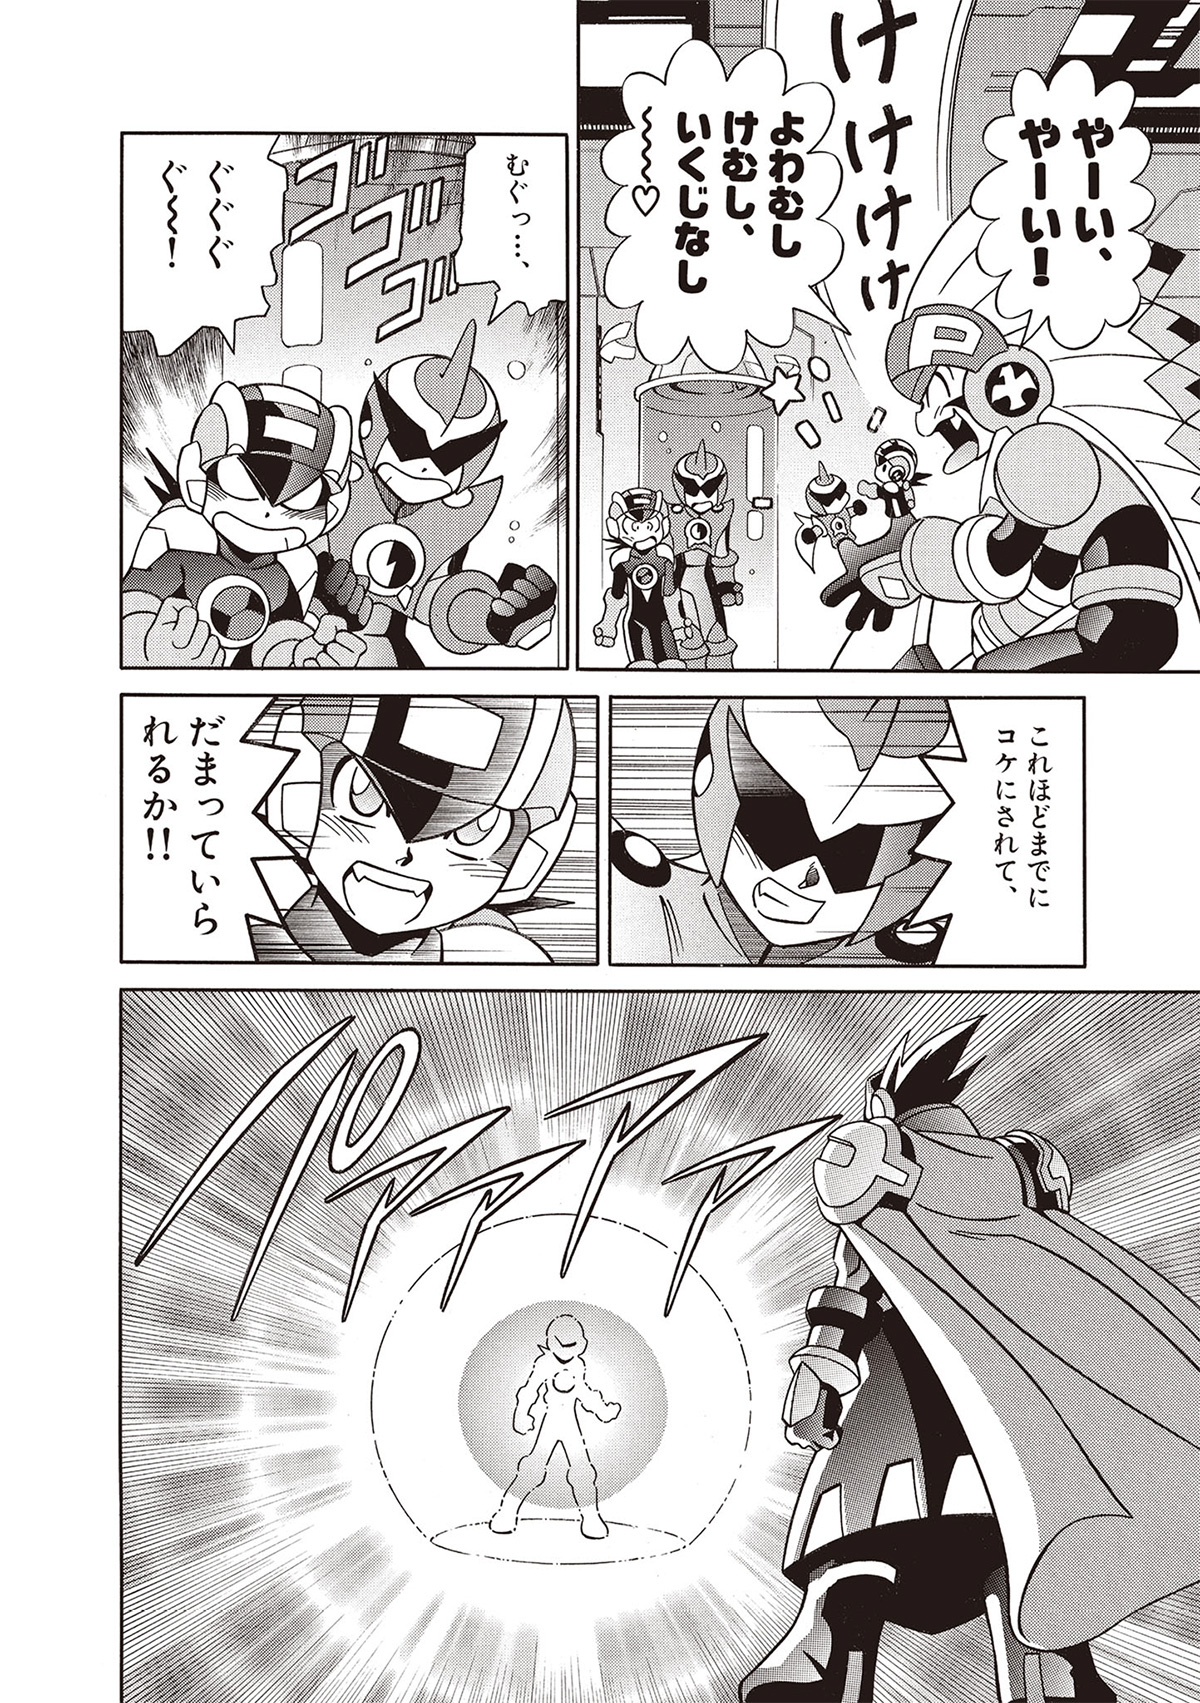 やーい、
やーい！
けけけけけ
よわむし
けむし、
いくじなし
〜〜〜♡
P
むぐっ…、
ゴゴゴ
ぐぐぐ
ぐ〜！
これほどまでに
コケにされて、
だまっていら
れるか!!
パアアアア